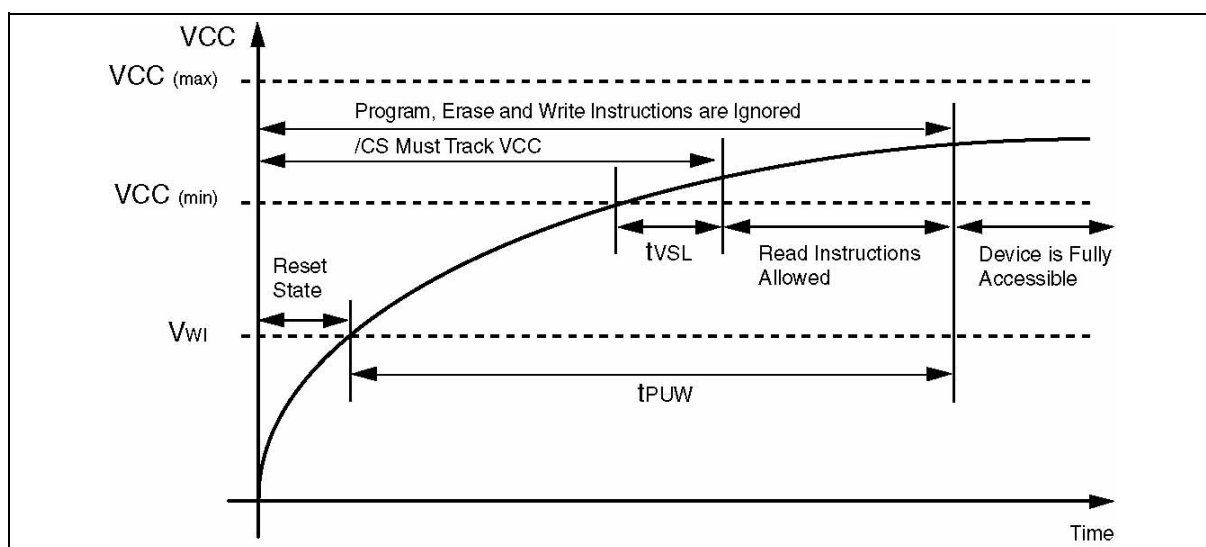 VCC
VCC (max)
Program, Erase and Write Instructions are Ignored
/CS Must Track VCC
VCC (min)
Reset
State
tVSL
Read Instructions
Allowed
Device is Fully
Accessible
VWI
tPUW
Time